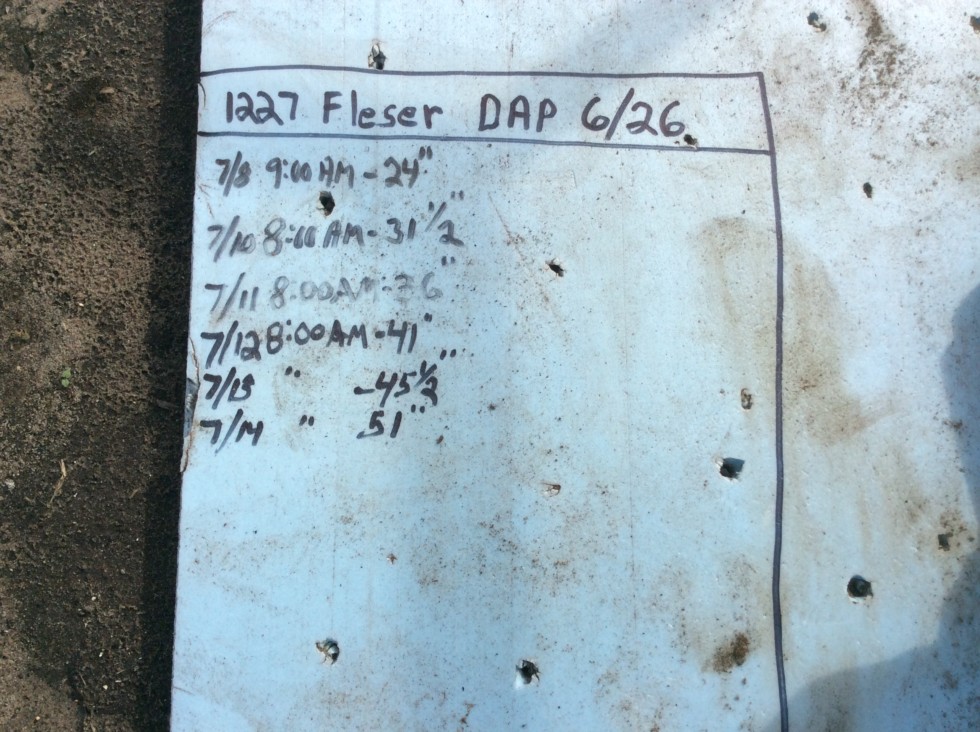 1227 Fleser DAP 6/26
7/8 9:00 AM - 24"
7/10 8:00 AM - 31 1/2"
7/11 8:00 AM - 36"
7/12 8:00 AM - 41"
7/13 " - 45 1/2"
7/14 " 51"